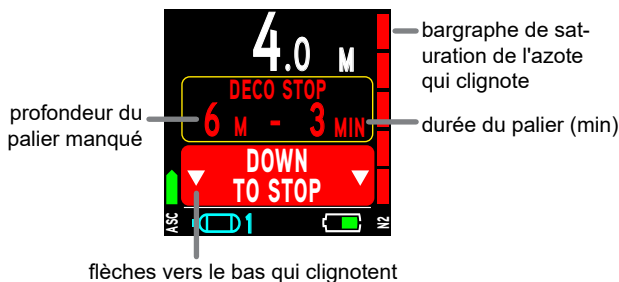 4.0 M
DECO STOP
6 M - 3 MIN
DOWN
TO STOP
ASC
1
N2
bargraphe de sat-
uration de l'azote
qui clignote
profondeur du
palier manqué
durée du palier (min)
flèches vers le bas qui clignotent